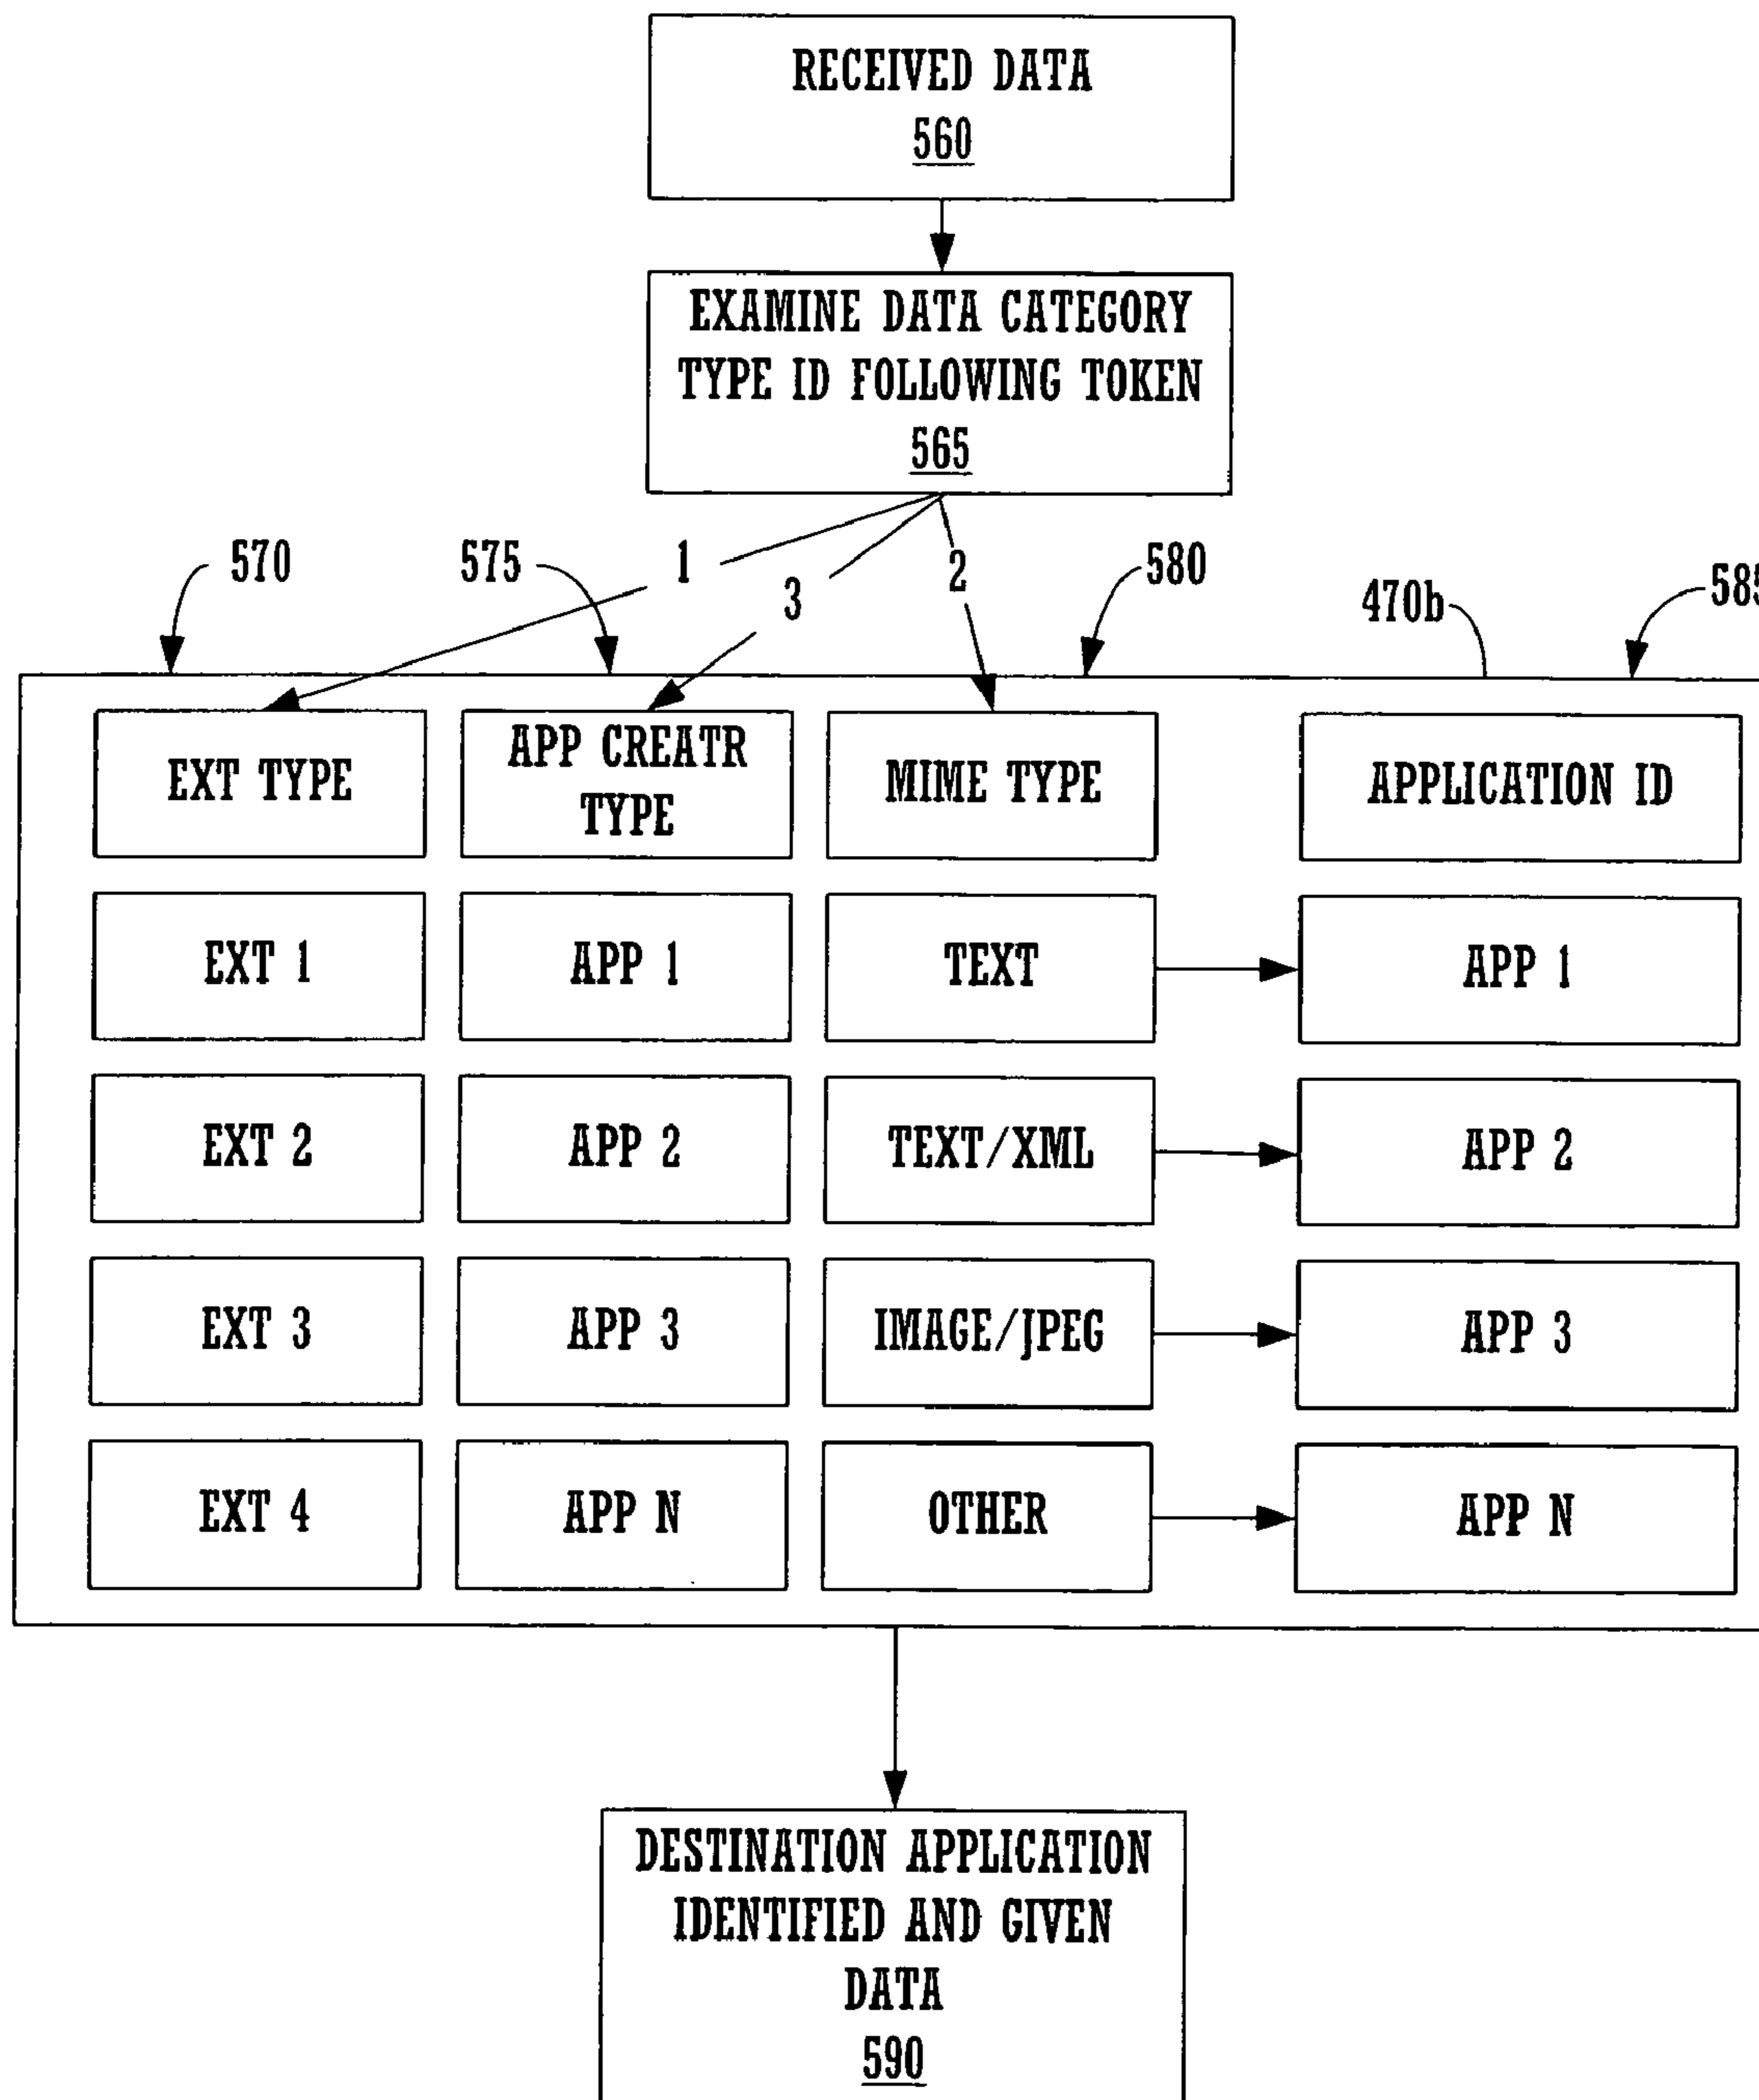 RECEIVED DATA
560
EXAMINE DATA CATEGORY
TYPE ID FOLLOWING TOKEN
565
570
575
1
3
2
580
470b
585
EXT TYPE
APP CREATR
TYPE
MIME TYPE
APPLICATION ID
EXT 1
APP 1
TEXT
APP 1
EXT 2
APP 2
TEXT/XML
APP 2
EXT 3
APP 3
IMAGE/JPEG
APP 3
EXT 4
APP N
OTHER
APP N
DESTINATION APPLICATION
IDENTIFIED AND GIVEN
DATA
590